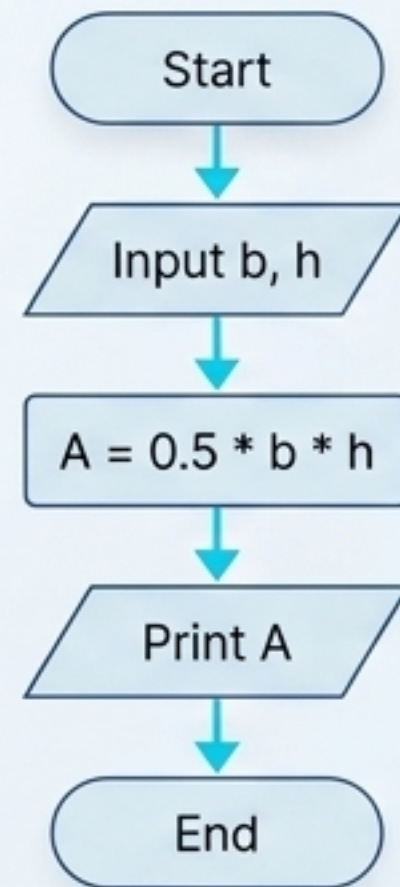 Start
Input b, h
A = 0.5 * b * h
Print A
End